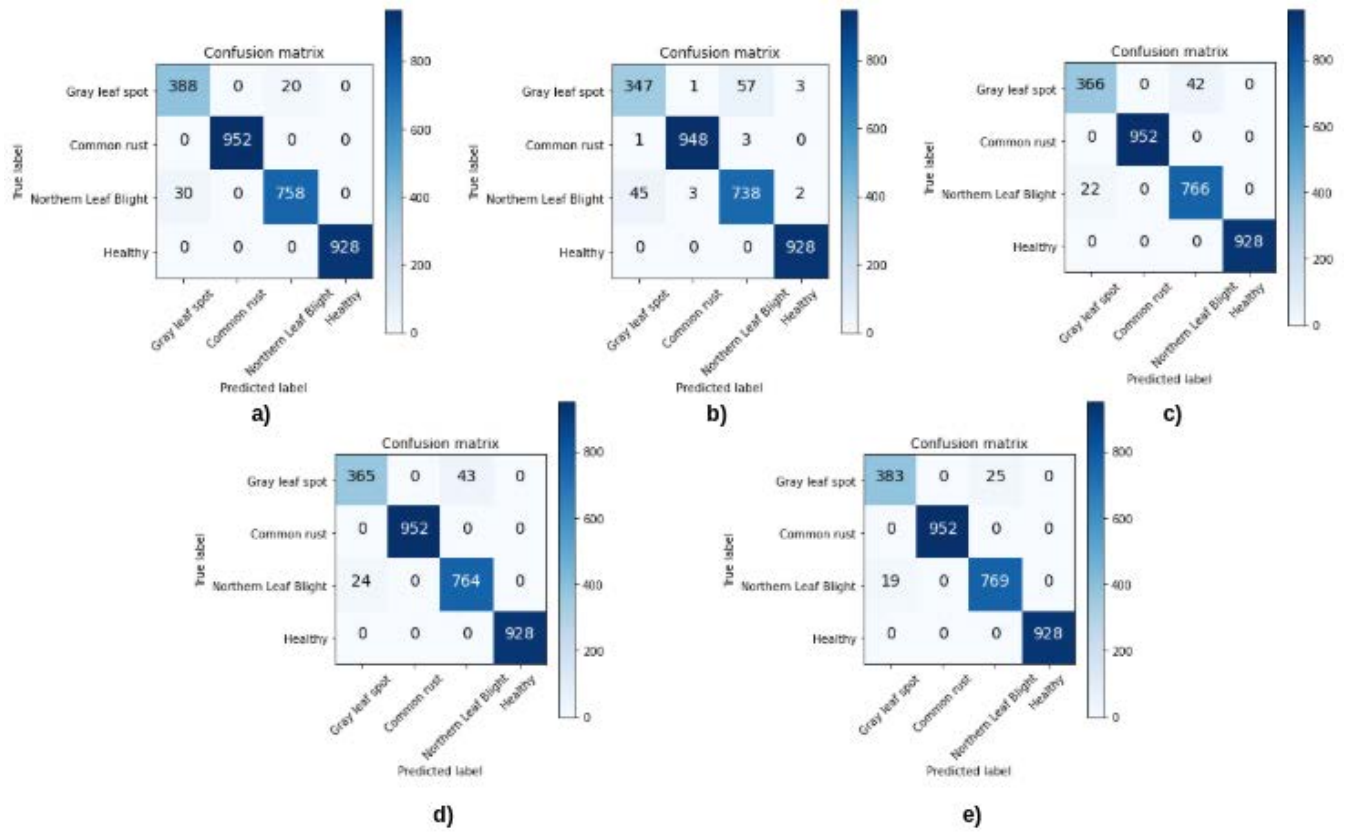 Confusion matrix
Gray leaf spot 388 0 20 0
Common rust 0 952 0 0
Northern Leaf Blight 30 0 758 0
Healthy 0 0 0 928
True label
Gray leaf spot Common rust Northern Leaf Blight Healthy
Predicted label
800
600
400
200
0
a)
Confusion matrix
Gray leaf spot 347 1 57 3
Common rust 1 948 3 0
Northern Leaf Blight 45 3 738 2
Healthy 0 0 0 928
True label
Gray leaf spot Common rust Northern Leaf Blight Healthy
Predicted label
800
600
400
200
0
b)
Confusion matrix
Gray leaf spot 366 0 42 0
Common rust 0 952 0 0
Northern Leaf Blight 22 0 766 0
Healthy 0 0 0 928
True label
Gray leaf spot Common rust Northern Leaf Blight Healthy
Predicted label
800
600
400
200
0
c)
Confusion matrix
Gray leaf spot 365 0 43 0
Common rust 0 952 0 0
Northern Leaf Blight 24 0 764 0
Healthy 0 0 0 928
True label
Gray leaf spot Common rust Northern Leaf Blight Healthy
Predicted label
800
600
400
200
0
d)
Confusion matrix
Gray leaf spot 383 0 25 0
Common rust 0 952 0 0
Northern Leaf Blight 19 0 769 0
Healthy 0 0 0 928
True label
Gray leaf spot Common rust Northern Leaf Blight Healthy
Predicted label
800
600
400
200
0
e)